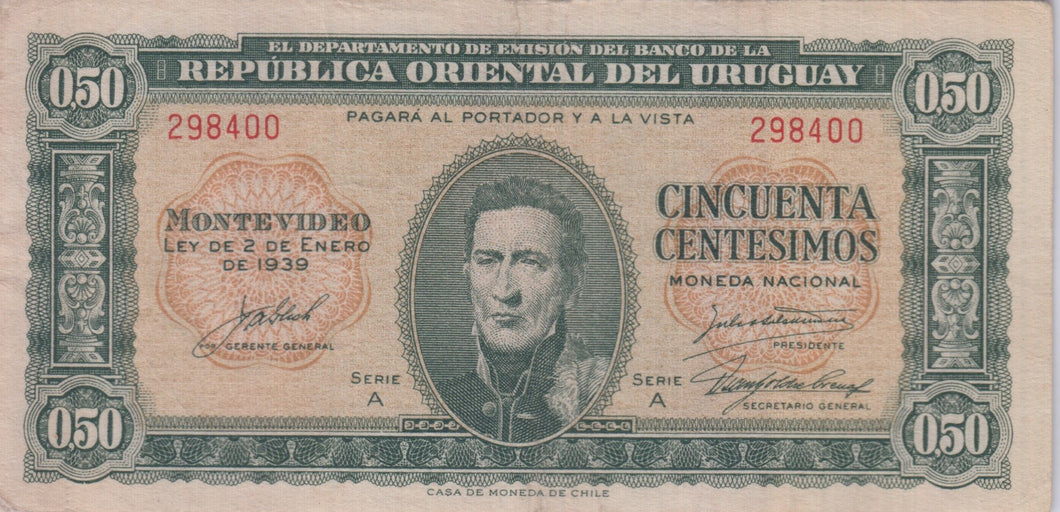 EL DEPARTAMENTO DE EMISIÓN DEL BANCO DE LA
REPÚBLICA ORIENTAL DEL URUGUAY
0,50
0,50
298400
PAGARÁ AL PORTADOR Y A LA VISTA
298400
MONTEVIDEO
LEY DE 2 DE ENERO
DE 1939
CINCUENTA
CENTESIMOS
MONEDA NACIONAL
POR GERENTE GENERAL
PRESIDENTE
SERIE
A
SERIE
A
SECRETARIO GENERAL
0,50
0,50
CASA DE MONEDA DE CHILE